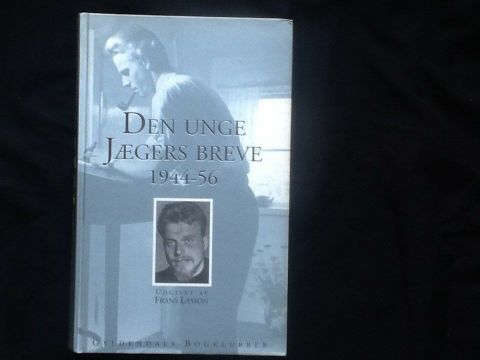 DEN UNGE
JÆGERS BREVE
1944-56
UDGIVET AF
FRANS LASSON
GYLDENDALS BOGKLUBBER